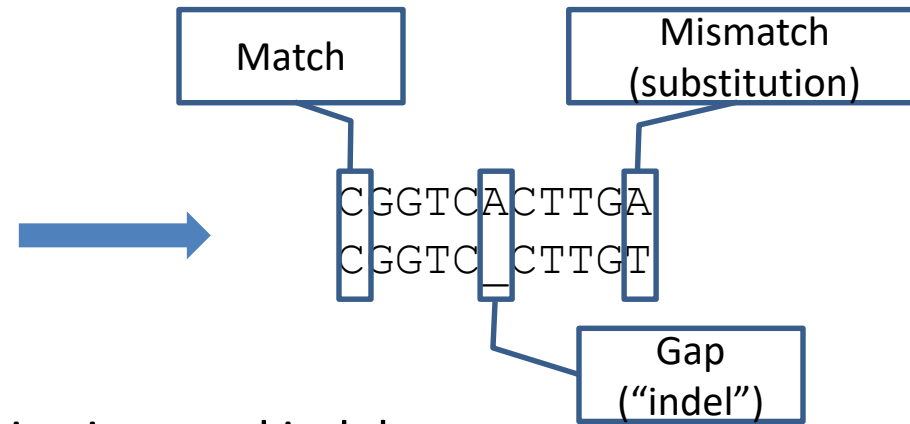 Match
Mismatch
(substitution)
CGGTCACTTGA
CGGTC_CTTGT
Gap
(“indel”)